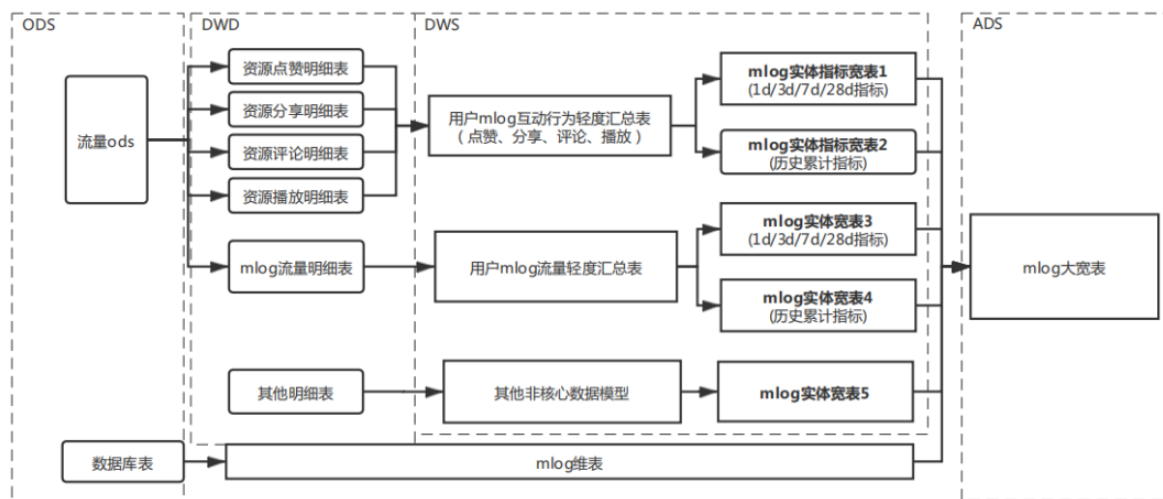 ODS
DWD
DWS
ADS
流量ods
资源点赞明细表
资源分享明细表
资源评论明细表
资源播放明细表
mlog流量明细表
其他明细表
数据库表
用户mlog互动行为轻度汇总表
（点赞、分享、评论、播放）
用户mlog流量轻度汇总表
其他非核心数据模型
mlog实体指标宽表1
(1d/3d/7d/28d指标)
mlog实体指标宽表2
(历史累计指标)
mlog实体宽表3
(1d/3d/7d/28d指标)
mlog实体宽表4
(历史累计指标)
mlog实体宽表5
mlog维表
mlog大宽表